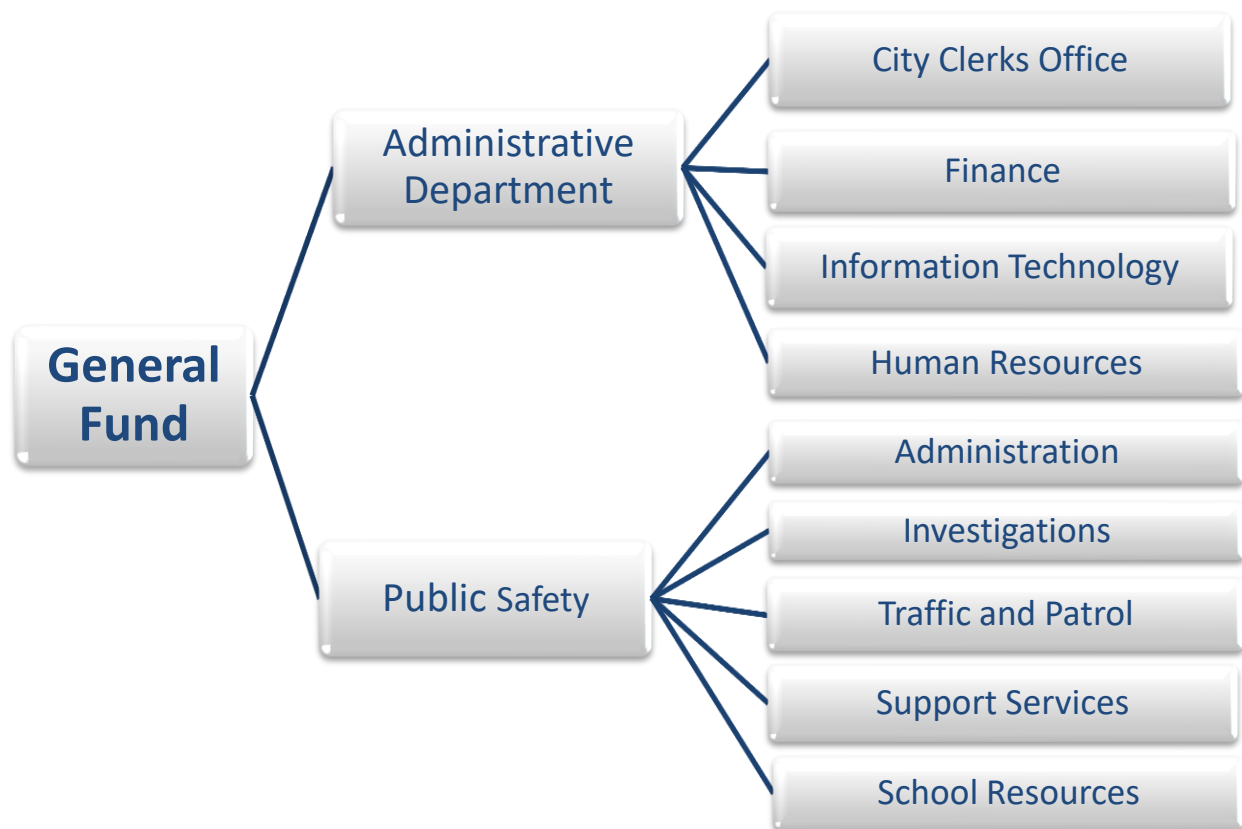 General
Fund
Administrative
Department
City Clerks Office
Finance
Information Technology
Human Resources
Public Safety
Administration
Investigations
Traffic and Patrol
Support Services
School Resources